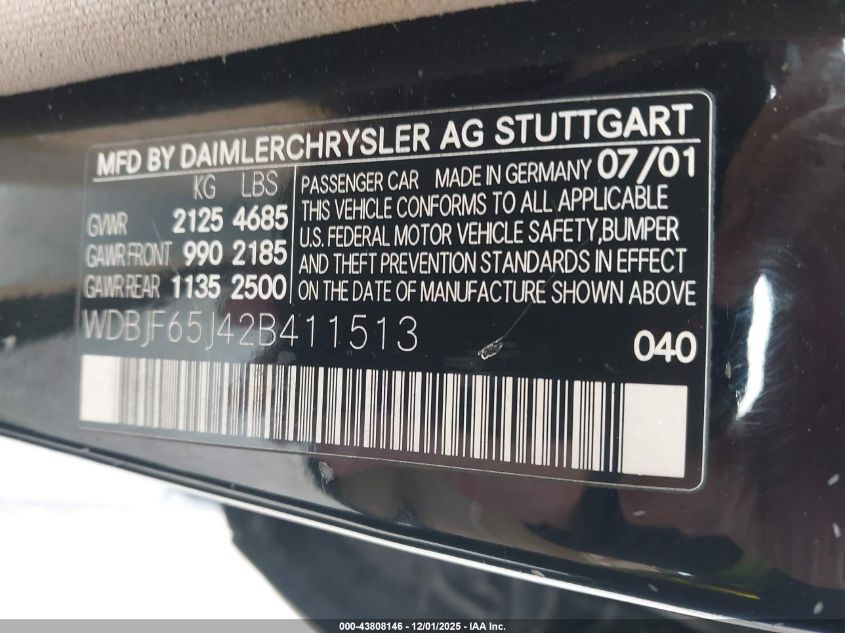 MFD BY DAIMLERCHRYSLER AG STUTTGART
KG LBS
GVWR 2125 4685
GAWR FRONT 990 2185
GAWR REAR 1135 2500
PASSENGER CAR MADE IN GERMANY 07/01
THIS VEHICLE CONFORMS TO ALL APPLICABLE
U.S. FEDERAL MOTOR VEHICLE SAFETY,BUMPER
AND THEFT PREVENTION STANDARDS IN EFFECT
ON THE DATE OF MANUFACTURE SHOWN ABOVE
WDBJF65J42B411513
040
000-43808146 - 12/01/2025 - IAA Inc.